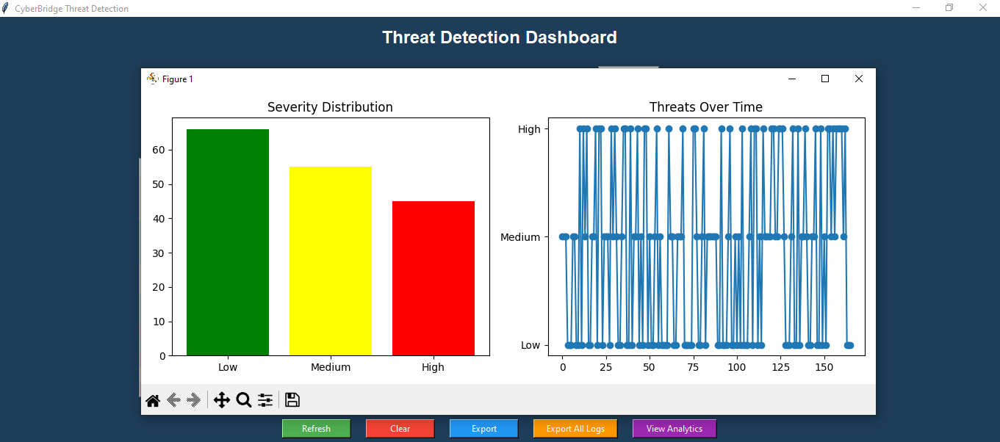 CyberBridge Threat Detection
Threat Detection Dashboard
Figure 1
Severity Distribution
60
50
40
30
20
10
0
Low Medium High
Threats Over Time
High
Medium
Low
0 25 50 75 100 125 150
Refresh Clear Export Export All Logs View Analytics